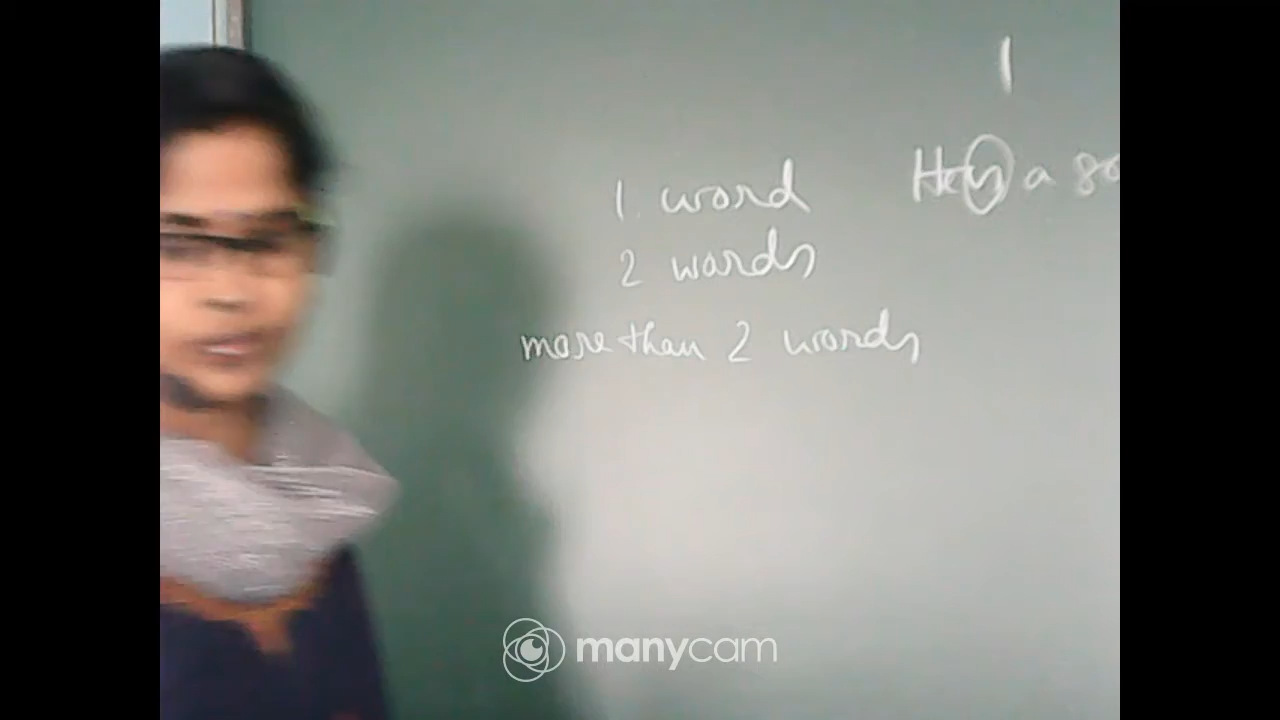 1
1. word
2 words
more than 2 words
a
manycam